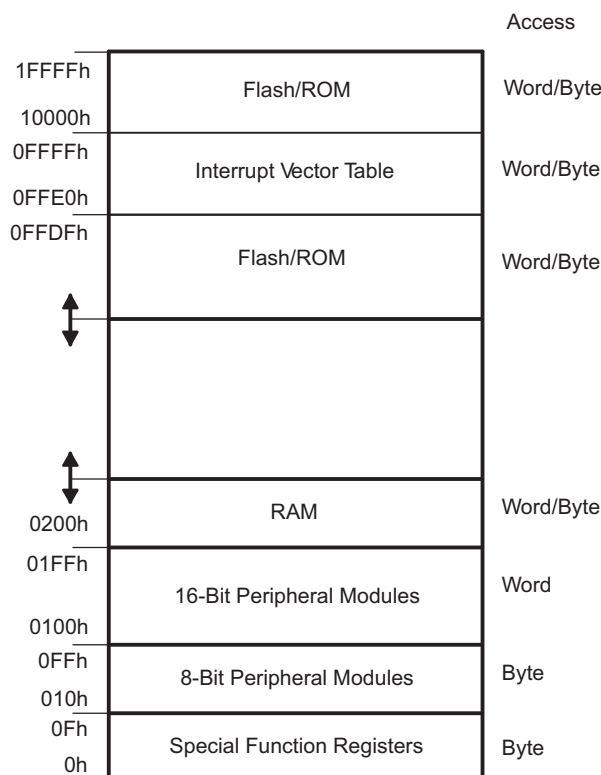 Access
1FFFFh
Flash/ROM
Word/Byte
10000h
0FFFFh
Interrupt Vector Table
Word/Byte
0FFE0h
0FFDFh
Flash/ROM
Word/Byte
RAM
Word/Byte
0200h
01FFh
16-Bit Peripheral Modules
Word
0100h
0FFh
8-Bit Peripheral Modules
Byte
010h
0Fh
Special Function Registers
Byte
0h